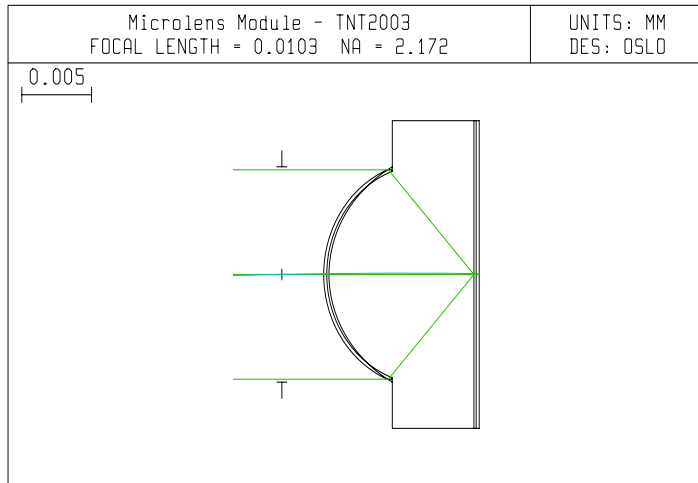 Microlens Module - TNT2003
FOCAL LENGTH = 0.0103 NA = 2.172
UNITS: MM
DES: OSLO
0.005